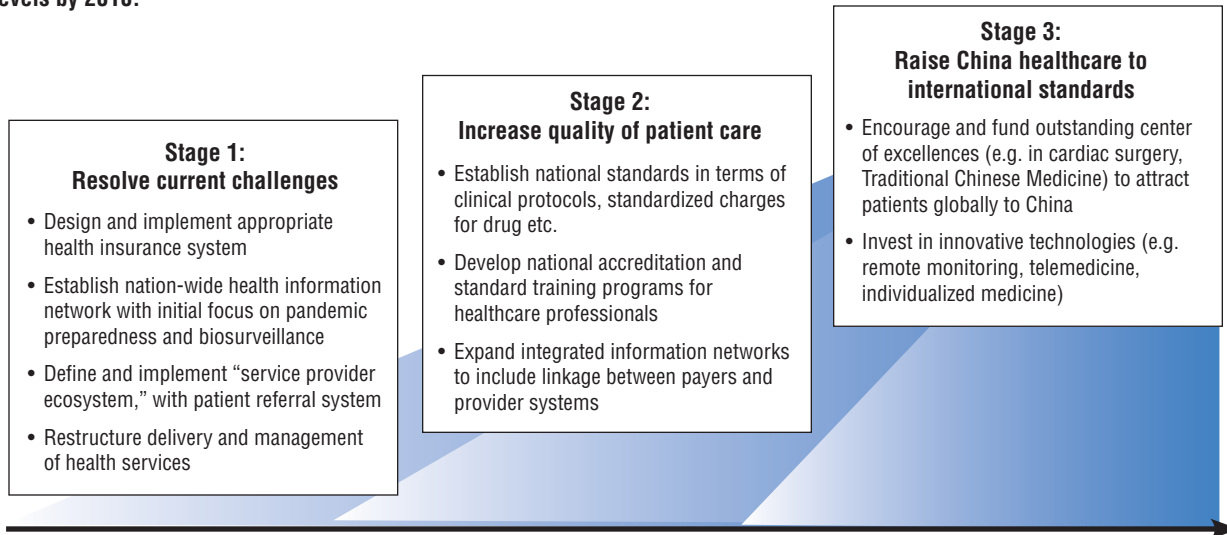 by 2010.
Stage 1:
Resolve current challenges
• Design and implement appropriate
health insurance system
• Establish nation-wide health information
network with initial focus on pandemic
preparedness and biosurveillance
• Define and implement “service provider
ecosystem,” with patient referral system
• Restructure delivery and management
of health services
Stage 2:
Increase quality of patient care
• Establish national standards in terms of
clinical protocols, standardized charges
for drug etc.
• Develop national accreditation and
standard training programs for
healthcare professionals
• Expand integrated information networks
to include linkage between payers and
provider systems
Stage 3:
Raise China healthcare to
international standards
• Encourage and fund outstanding center
of excellences (e.g. in cardiac surgery,
Traditional Chinese Medicine) to attract
patients globally to China
• Invest in innovative technologies (e.g.
remote monitoring, telemedicine,
individualized medicine)